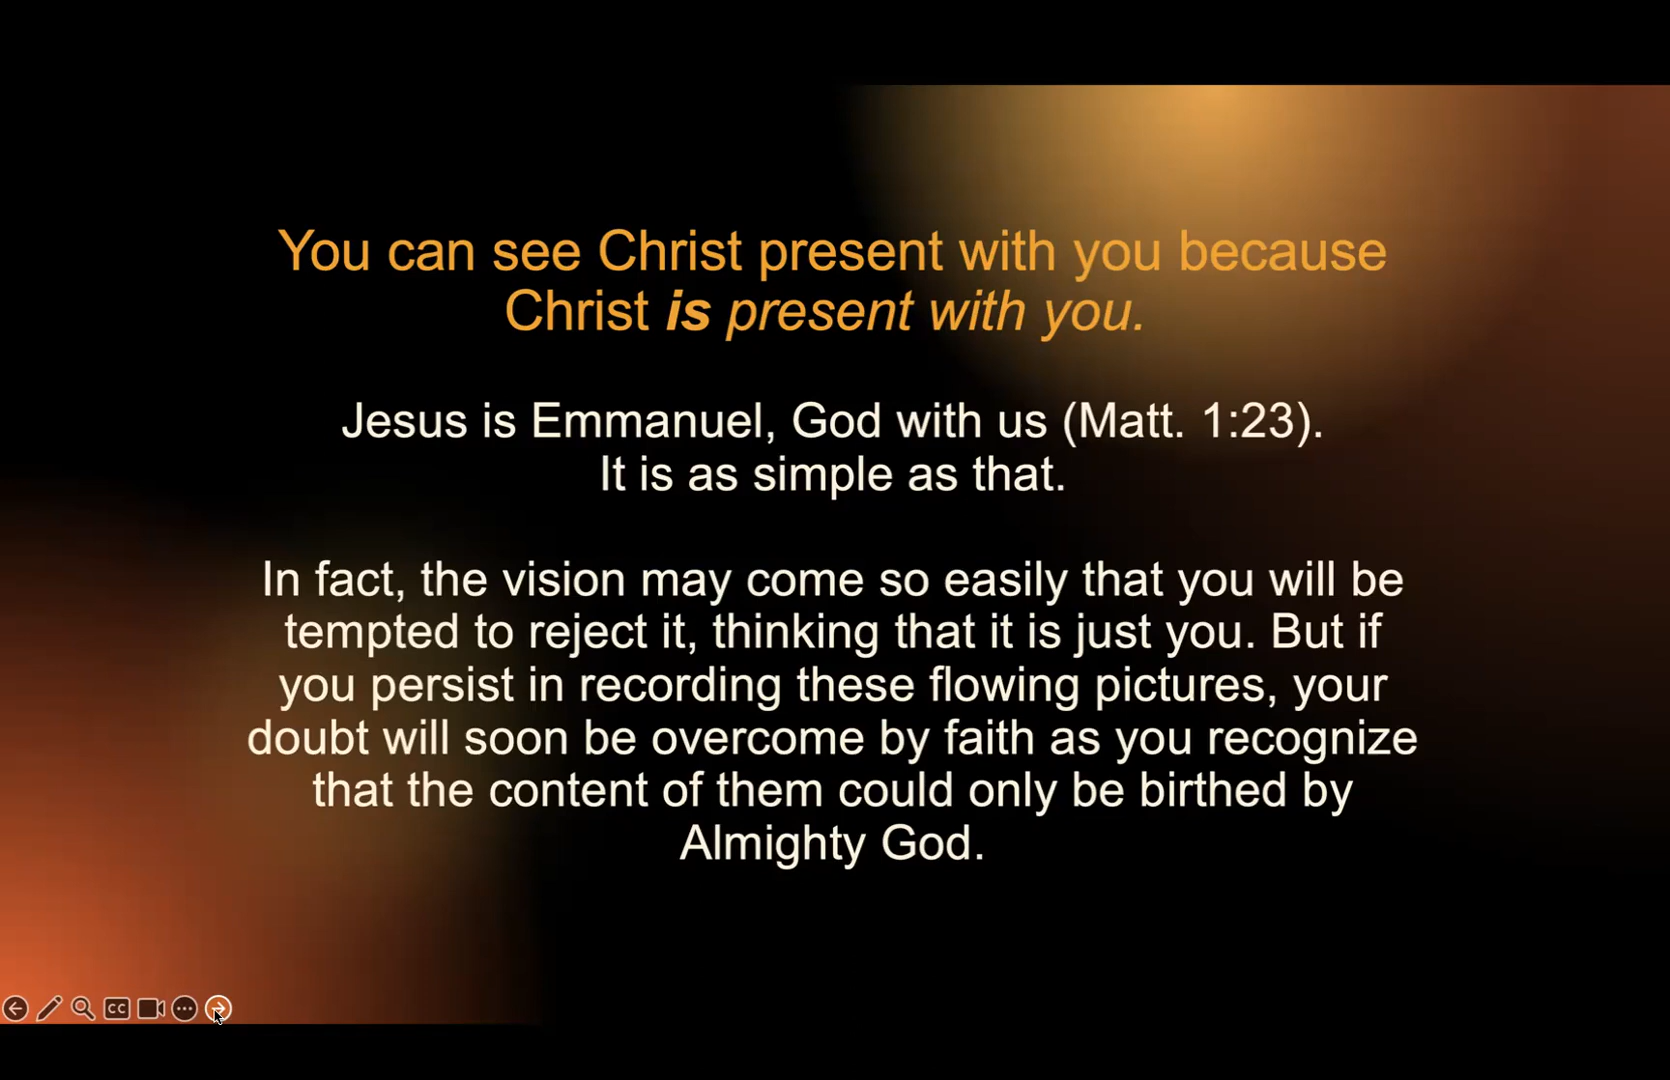 You can see Christ present with you because
Christ is present with you.
Jesus is Emmanuel, God with us (Matt. 1:23).
It is as simple as that.
In fact, the vision may come so easily that you will be
tempted to reject it, thinking that it is just you. But if
you persist in recording these flowing pictures, your
doubt will soon be overcome by faith as you recognize
that the content of them could only be birthed by
Almighty God.
CC